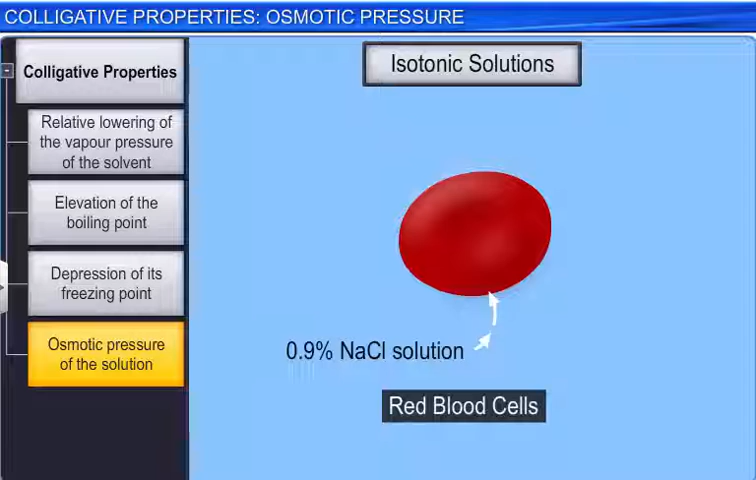 COLLIGATIVE PROPERTIES: OSMOTIC PRESSURE
Colligative Properties
Relative lowering of
the vapour pressure
of the solvent
Elevation of the
boiling point
Depression of its
freezing point
Osmotic pressure
of the solution
Isotonic Solutions
0.9% NaCl solution
Red Blood Cells